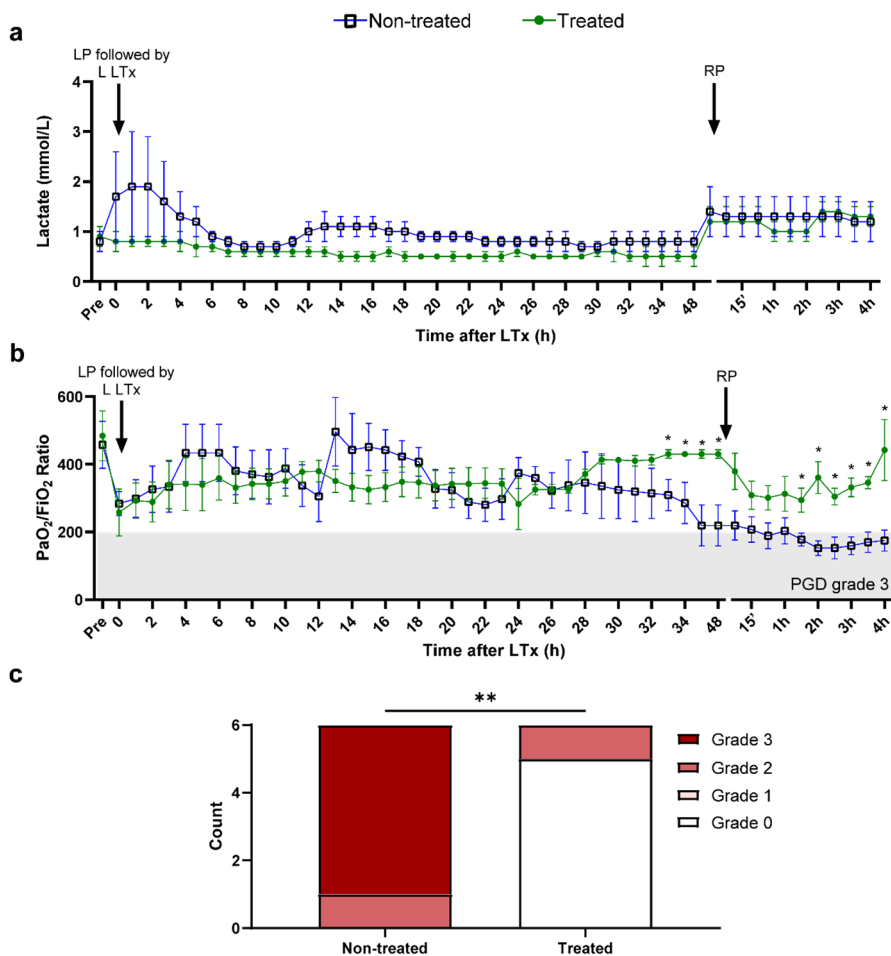 Non-treated
Treated
a
LP followed by
L LTx
RP
4
3
2
1
0
Lactate (mmol/L)
Pre
0
2
4
6
8
10
12
14
16
18
20
22
24
26
28
30
32
34
48
15'
1h
2h
3h
4h
Time after LTx (h)
b
LP followed by
L LTx
RP
600
400
200
0
PaO₂/FiO₂ Ratio
* * * *
* * * * * *
PGD grade 3
Pre
0
2
4
6
8
10
12
14
16
18
20
22
24
26
28
30
32
34
48
15'
1h
2h
3h
4h
Time after LTx (h)
c
**
6
4
2
0
Count
Grade 3
Grade 2
Grade 1
Grade 0
Non-treated
Treated